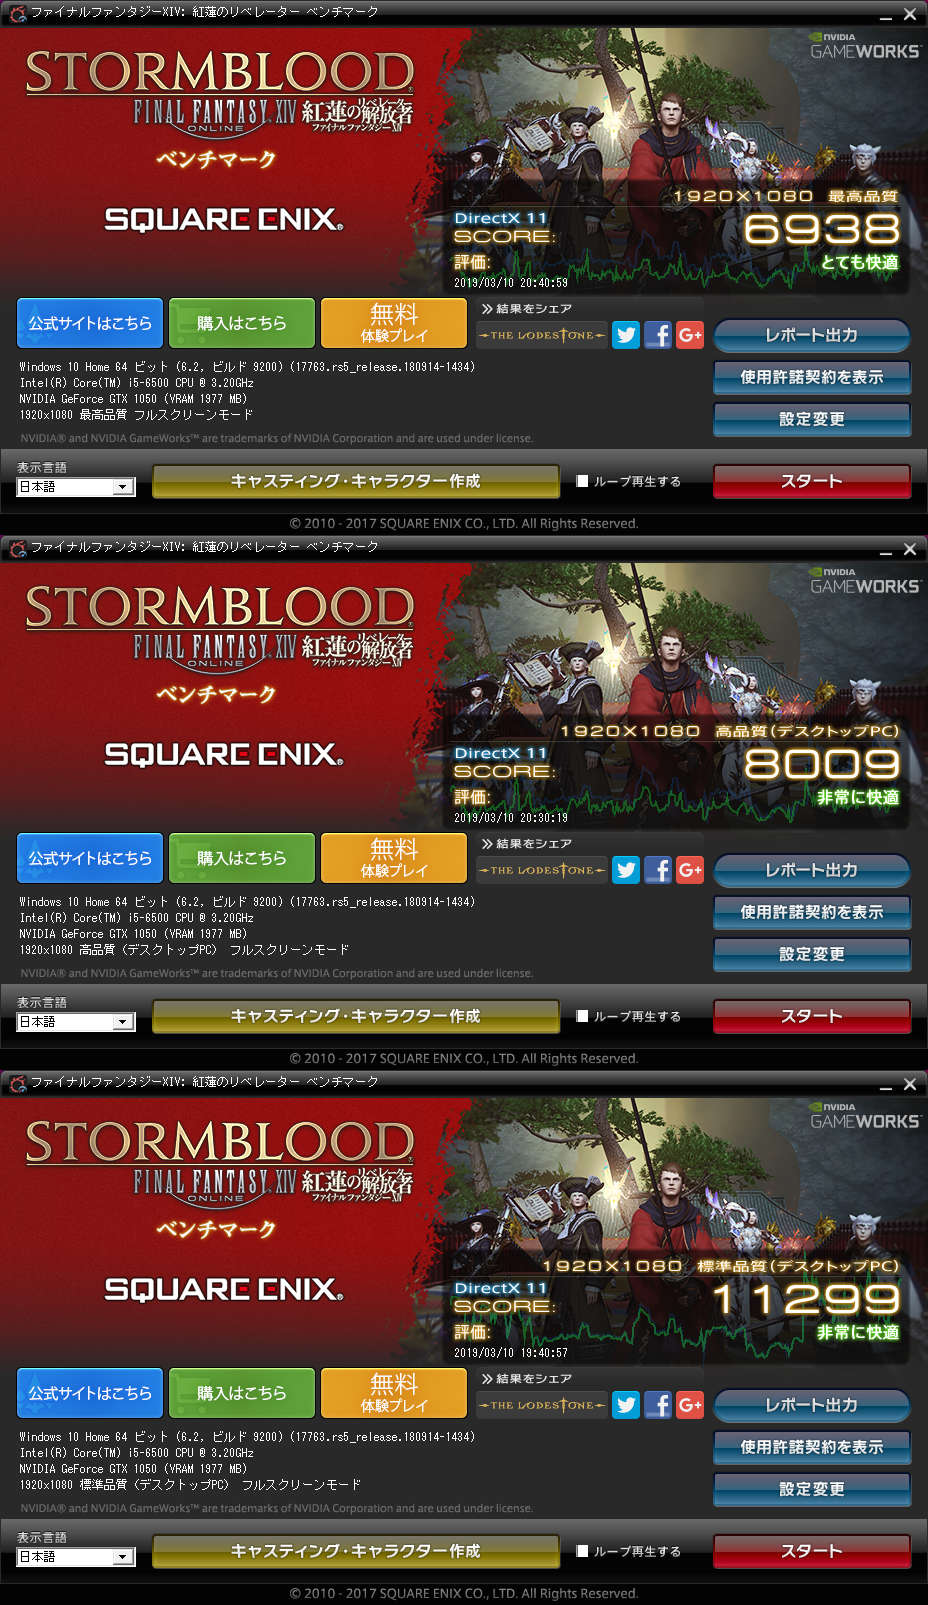 ファイナルファンタジーXIV: 紅蓮のリベレーター ベンチマーク
NVIDIA
GAMEWORKS
STORMBLOOD
FINAL FANTASY XIV 紅蓮の解放者
リベレーター
ONLINE
ファイナルファンタジーXIV
ベンチマーク
SQUARE ENIX
1920X1080 最高品質
DirectX 11
SCORE:
6938
評価:
とても快適
2019/03/10 20:40:59
公式サイトはこちら
購入はこちら
無料
体験プレイ
結果をシェア
THE LODESTONE
G+
レポート出力
Windows 10 Home 64 ビット (6.2, ビルド 9200) (17763.rs5_release.180914-1434)
Intel(R) Core(TM) i5-6500 CPU @ 3.20GHz
NVIDIA GeForce GTX 1050 (VRAM 1977 MB)
1920x1080 最高品質 フルスクリーンモード
使用許諾契約を表示
設定変更
NVIDIA® and NVIDIA GameWorks™ are trademarks of NVIDIA Corporation and are used under license.
表示言語
日本語
キャスティング・キャラクター作成
ループ再生する
スタート
© 2010 - 2017 SQUARE ENIX CO., LTD. All Rights Reserved.
ファイナルファンタジーXIV: 紅蓮のリベレーター ベンチマーク
NVIDIA
GAMEWORKS
STORMBLOOD
FINAL FANTASY XIV 紅蓮の解放者
リベレーター
ONLINE
ファイナルファンタジーXIV
ベンチマーク
SQUARE ENIX
1920X1080 高品質(デスクトップPC)
DirectX 11
SCORE:
8009
評価:
非常に快適
2019/03/10 20:30:19
公式サイトはこちら
購入はこちら
無料
体験プレイ
結果をシェア
THE LODESTONE
G+
レポート出力
Windows 10 Home 64 ビット (6.2, ビルド 9200) (17763.rs5_release.180914-1434)
Intel(R) Core(TM) i5-6500 CPU @ 3.20GHz
NVIDIA GeForce GTX 1050 (VRAM 1977 MB)
1920x1080 高品質(デスクトップPC) フルスクリーンモード
使用許諾契約を表示
設定変更
NVIDIA® and NVIDIA GameWorks™ are trademarks of NVIDIA Corporation and are used under license.
表示言語
日本語
キャスティング・キャラクター作成
ループ再生する
スタート
© 2010 - 2017 SQUARE ENIX CO., LTD. All Rights Reserved.
ファイナルファンタジーXIV: 紅蓮のリベレーター ベンチマーク
NVIDIA
GAMEWORKS
STORMBLOOD
FINAL FANTASY XIV 紅蓮の解放者
リベレーター
ONLINE
ファイナルファンタジーXIV
ベンチマーク
SQUARE ENIX
1920X1080 標準品質(デスクトップPC)
DirectX 11
SCORE:
11299
評価:
非常に快適
2019/03/10 19:40:57
公式サイトはこちら
購入はこちら
無料
体験プレイ
結果をシェア
THE LODESTONE
G+
レポート出力
Windows 10 Home 64 ビット (6.2, ビルド 9200) (17763.rs5_release.180914-1434)
Intel(R) Core(TM) i5-6500 CPU @ 3.20GHz
NVIDIA GeForce GTX 1050 (VRAM 1977 MB)
1920x1080 標準品質(デスクトップPC) フルスクリーンモード
使用許諾契約を表示
設定変更
NVIDIA® and NVIDIA GameWorks™ are trademarks of NVIDIA Corporation and are used under license.
表示言語
日本語
キャスティング・キャラクター作成
ループ再生する
スタート
© 2010 - 2017 SQUARE ENIX CO., LTD. All Rights Reserved.